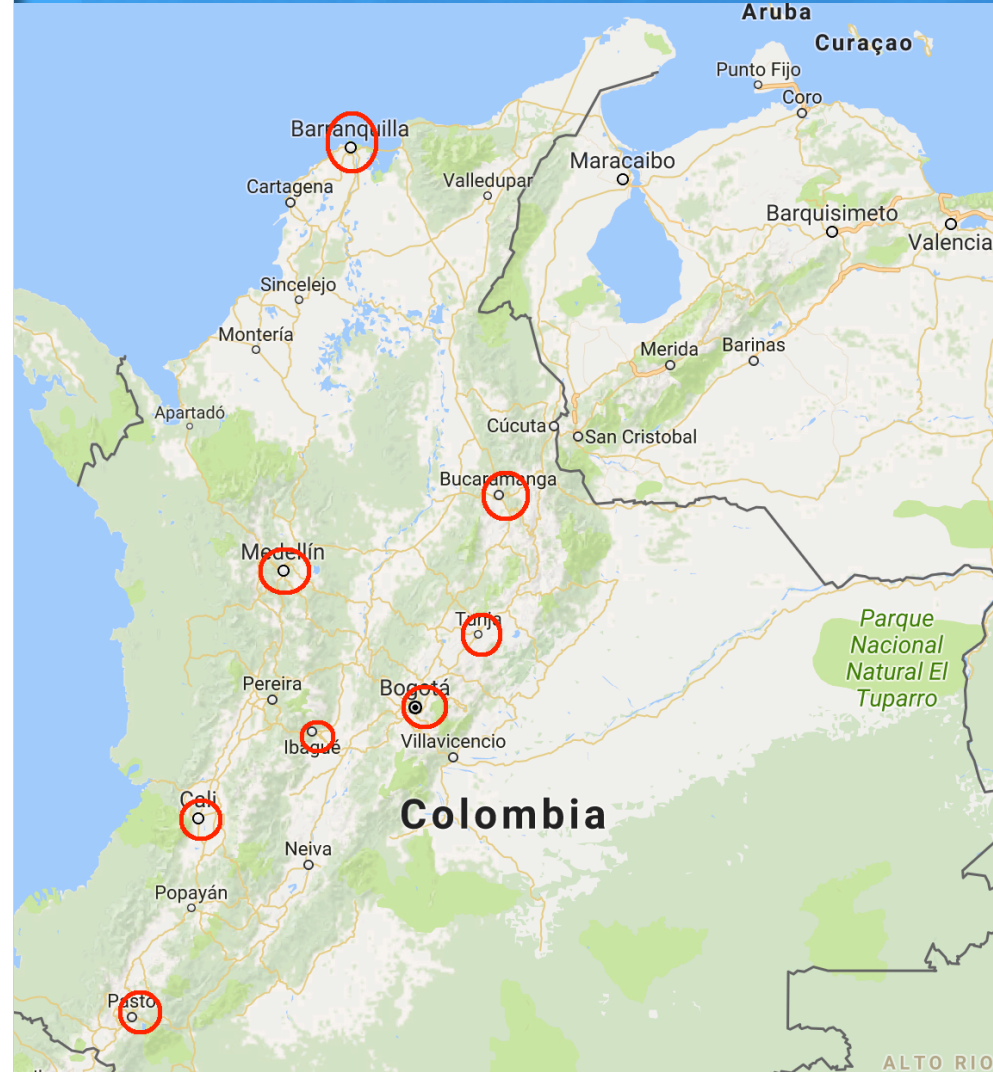 Aruba
Curaçao
Punto Fijo
Coro
Barranquilla
Maracaibo
Cartagena
Valledupar
Barquisimeto
Valencia
Sincelejo
Montería
Merida
Barinas
Apartadó
Cúcuta
San Cristobal
Bucaramanga
Medellín
Tunja
Parque
Nacional
Natural El
Tuparro
Pereira
Bogotá
Ibagué
Villavicencio
Cali
Colombia
Neiva
Popayán
Pasto
ALTO RIO